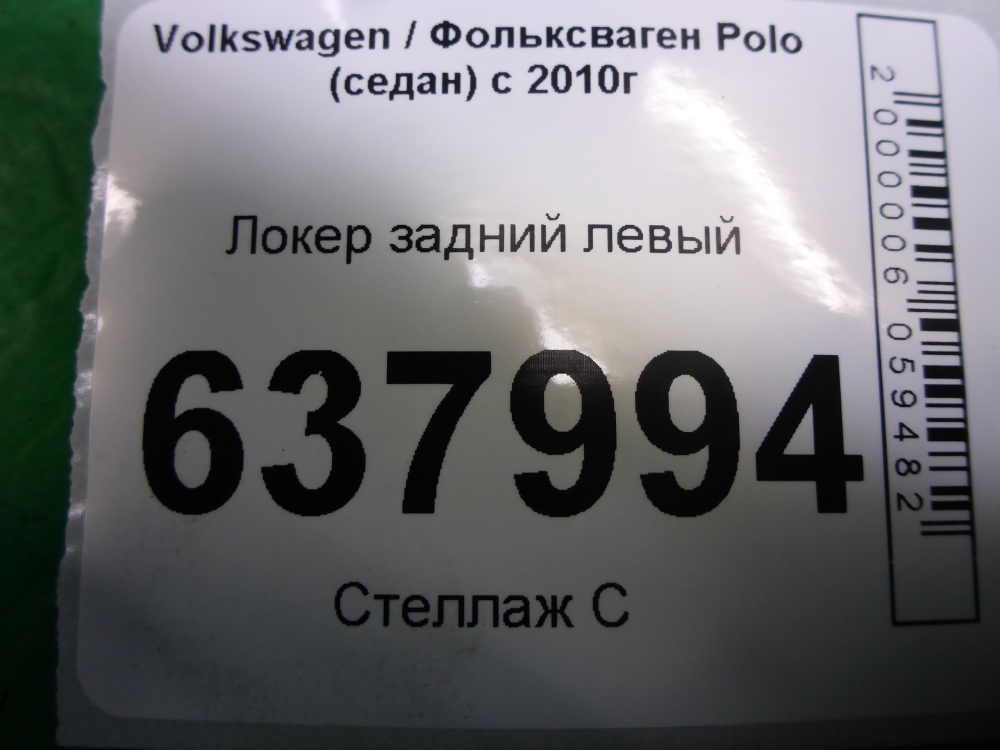 Volkswagen / Фольксваген Polo
(седан) с 2010г
Локер задний левый
637994
Стеллаж С
2000006059482